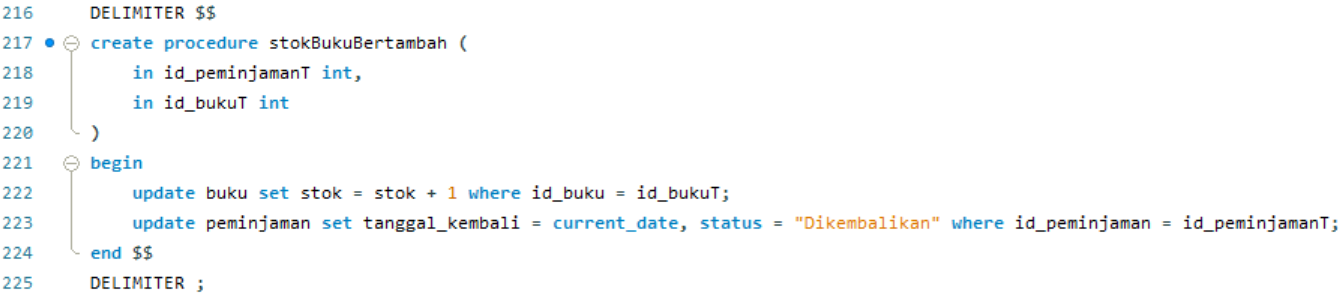 216 DELIMITER $$
217 create procedure stokBukuBertambah (
218 in id_peminjamanT int,
219 in id_bukuT int
220 )
221 begin
222 update buku set stok = stok + 1 where id_buku = id_bukuT;
223 update peminjaman set tanggal_kembali = current_date, status = "Dikembalikan" where id_peminjaman = id_peminjamanT;
224 end $$
225 DELIMITER ;